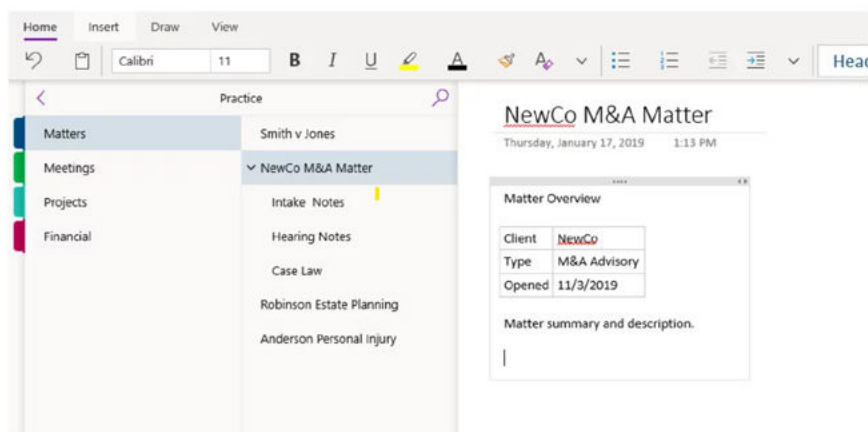 Home Insert Draw View
Calibri 11 B I U A A Head
Practice
Matters
Meetings
Projects
Financial
Smith v Jones
NewCo M&A Matter
Intake Notes
Hearing Notes
Case Law
Robinson Estate Planning
Anderson Personal Injury
NewCo M&A Matter
Thursday, January 17, 2019 1:13 PM
Matter Overview
Client NewCo
Type M&A Advisory
Opened 11/3/2019
Matter summary and description.